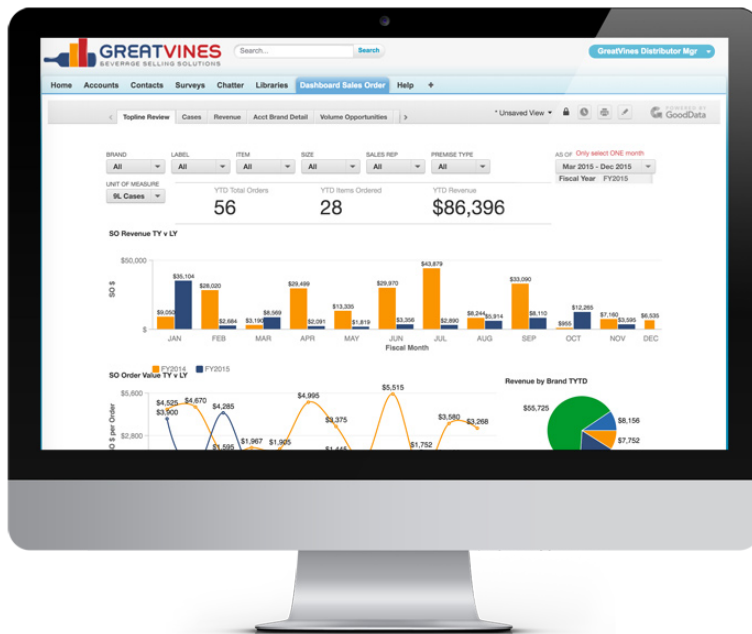 GREATVINES
BEVERAGE SELLING SOLUTIONS
Search...
Search
GreatVines Distributor Mgr
Home Accounts Contacts Surveys Chatter Libraries Dashboard Sales Order Help +
Topline Review Cases Revenue Acct Brand Detail Volume Opportunities
* Unsaved View
POWERED BY
GoodData
BRAND LABEL ITEM SIZE SALES REP PREMISE TYPE
All All All All All All
AS OF Only select ONE month
Mar 2015 - Dec 2015
Fiscal Year FY2015
UNIT OF MEASURE
9L Cases
YTD Total Orders YTD Items Ordered YTD Revenue
56 28 $86,396
SO Revenue TY v LY
$50,000
SO $
$
$9,050 $35,104 $28,020 $2,684 $3,190 $8,569 $29,499 $2,091 $13,335 $1,819 $29,970 $3,356 $43,879 $2,890 $8,244 $5,914 $33,090 $8,110 $955 $12,265 $7,160 $3,595 $6,535
JAN FEB MAR APR MAY JUN JUL AUG SEP OCT NOV DEC
Fiscal Month
FY2014 FY2015
SO Order Value TY v LY
$5,600
$2,800
SO $ per Order
$4,525 $4,670 $4,995 $5,515
$3,900 $4,285 $3,375 $3,580 $3,268
$1,595 $1,967 $1,905 $1,752
Revenue by Brand TYTD
$55,725
$8,156
$7,752